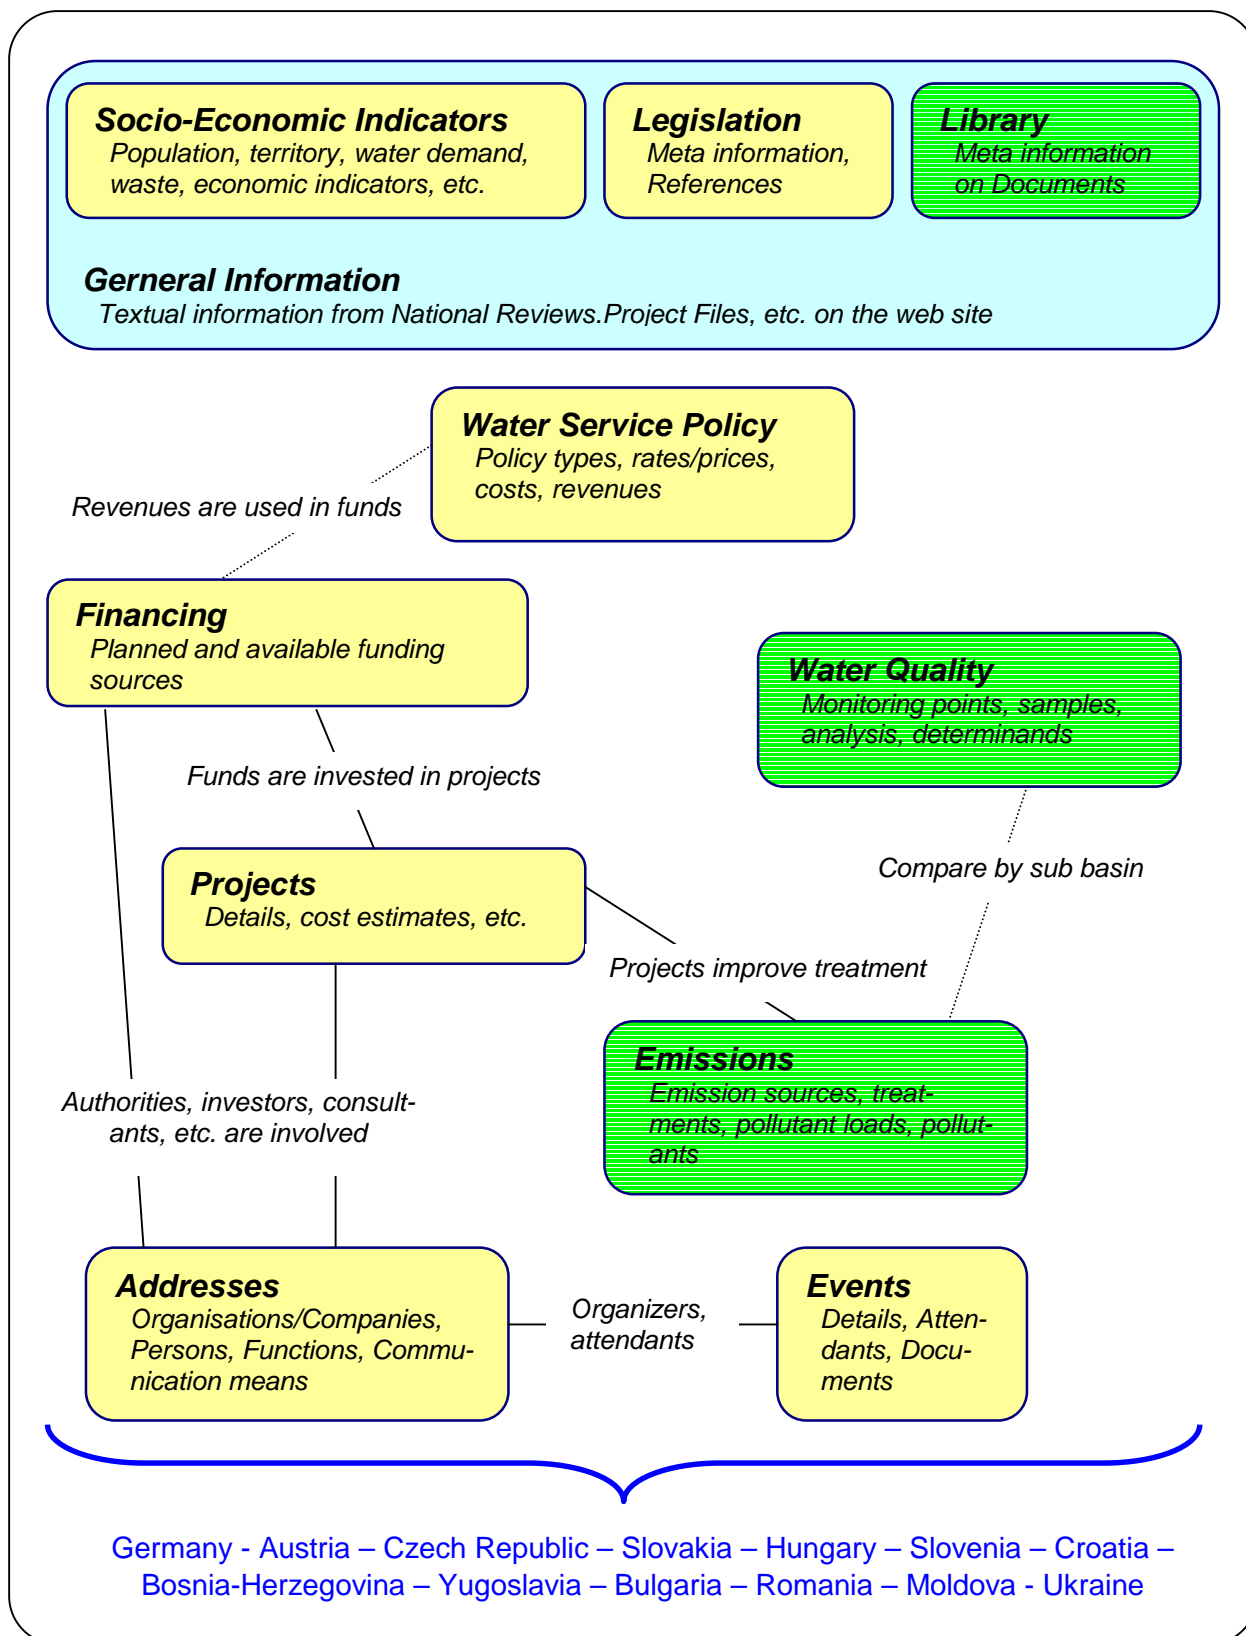 Socio-Economic Indicators
Population, territory, water demand,
waste, economic indicators, etc.
Legislation
Meta information,
References
Library
Meta information
on Documents
Gerneral Information
Textual information from National Reviews.Project Files, etc. on the web site
Water Service Policy
Policy types, rates/prices,
costs, revenues
Revenues are used in funds
Financing
Planned and available funding
sources
Water Quality
Monitoring points, samples,
analysis, determinands
Funds are invested in projects
Compare by sub basin
Projects
Details, cost estimates, etc.
Projects improve treatment
Emissions
Emission sources, treat-
ments, pollutant loads, pollut-
ants
Authorities, investors, consult-
ants, etc. are involved
Addresses
Organisations/Companies,
Persons, Functions, Commu-
nication means
Organizers,
attendants
Events
Details, Atten-
dants, Docu-
ments
Germany - Austria – Czech Republic – Slovakia – Hungary – Slovenia – Croatia –
Bosnia-Herzegovina – Yugoslavia – Bulgaria – Romania – Moldova - Ukraine